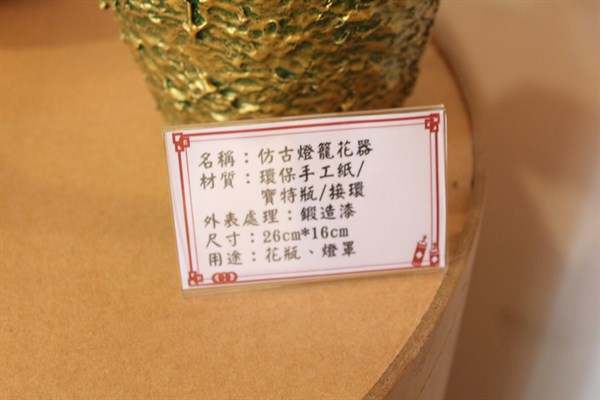 名稱：仿古燈籠花器
材質：環保手工紙/
寶特瓶/接環
外表處理：鍛造漆
尺寸：26cm*16cm
用途：花瓶、燈罩